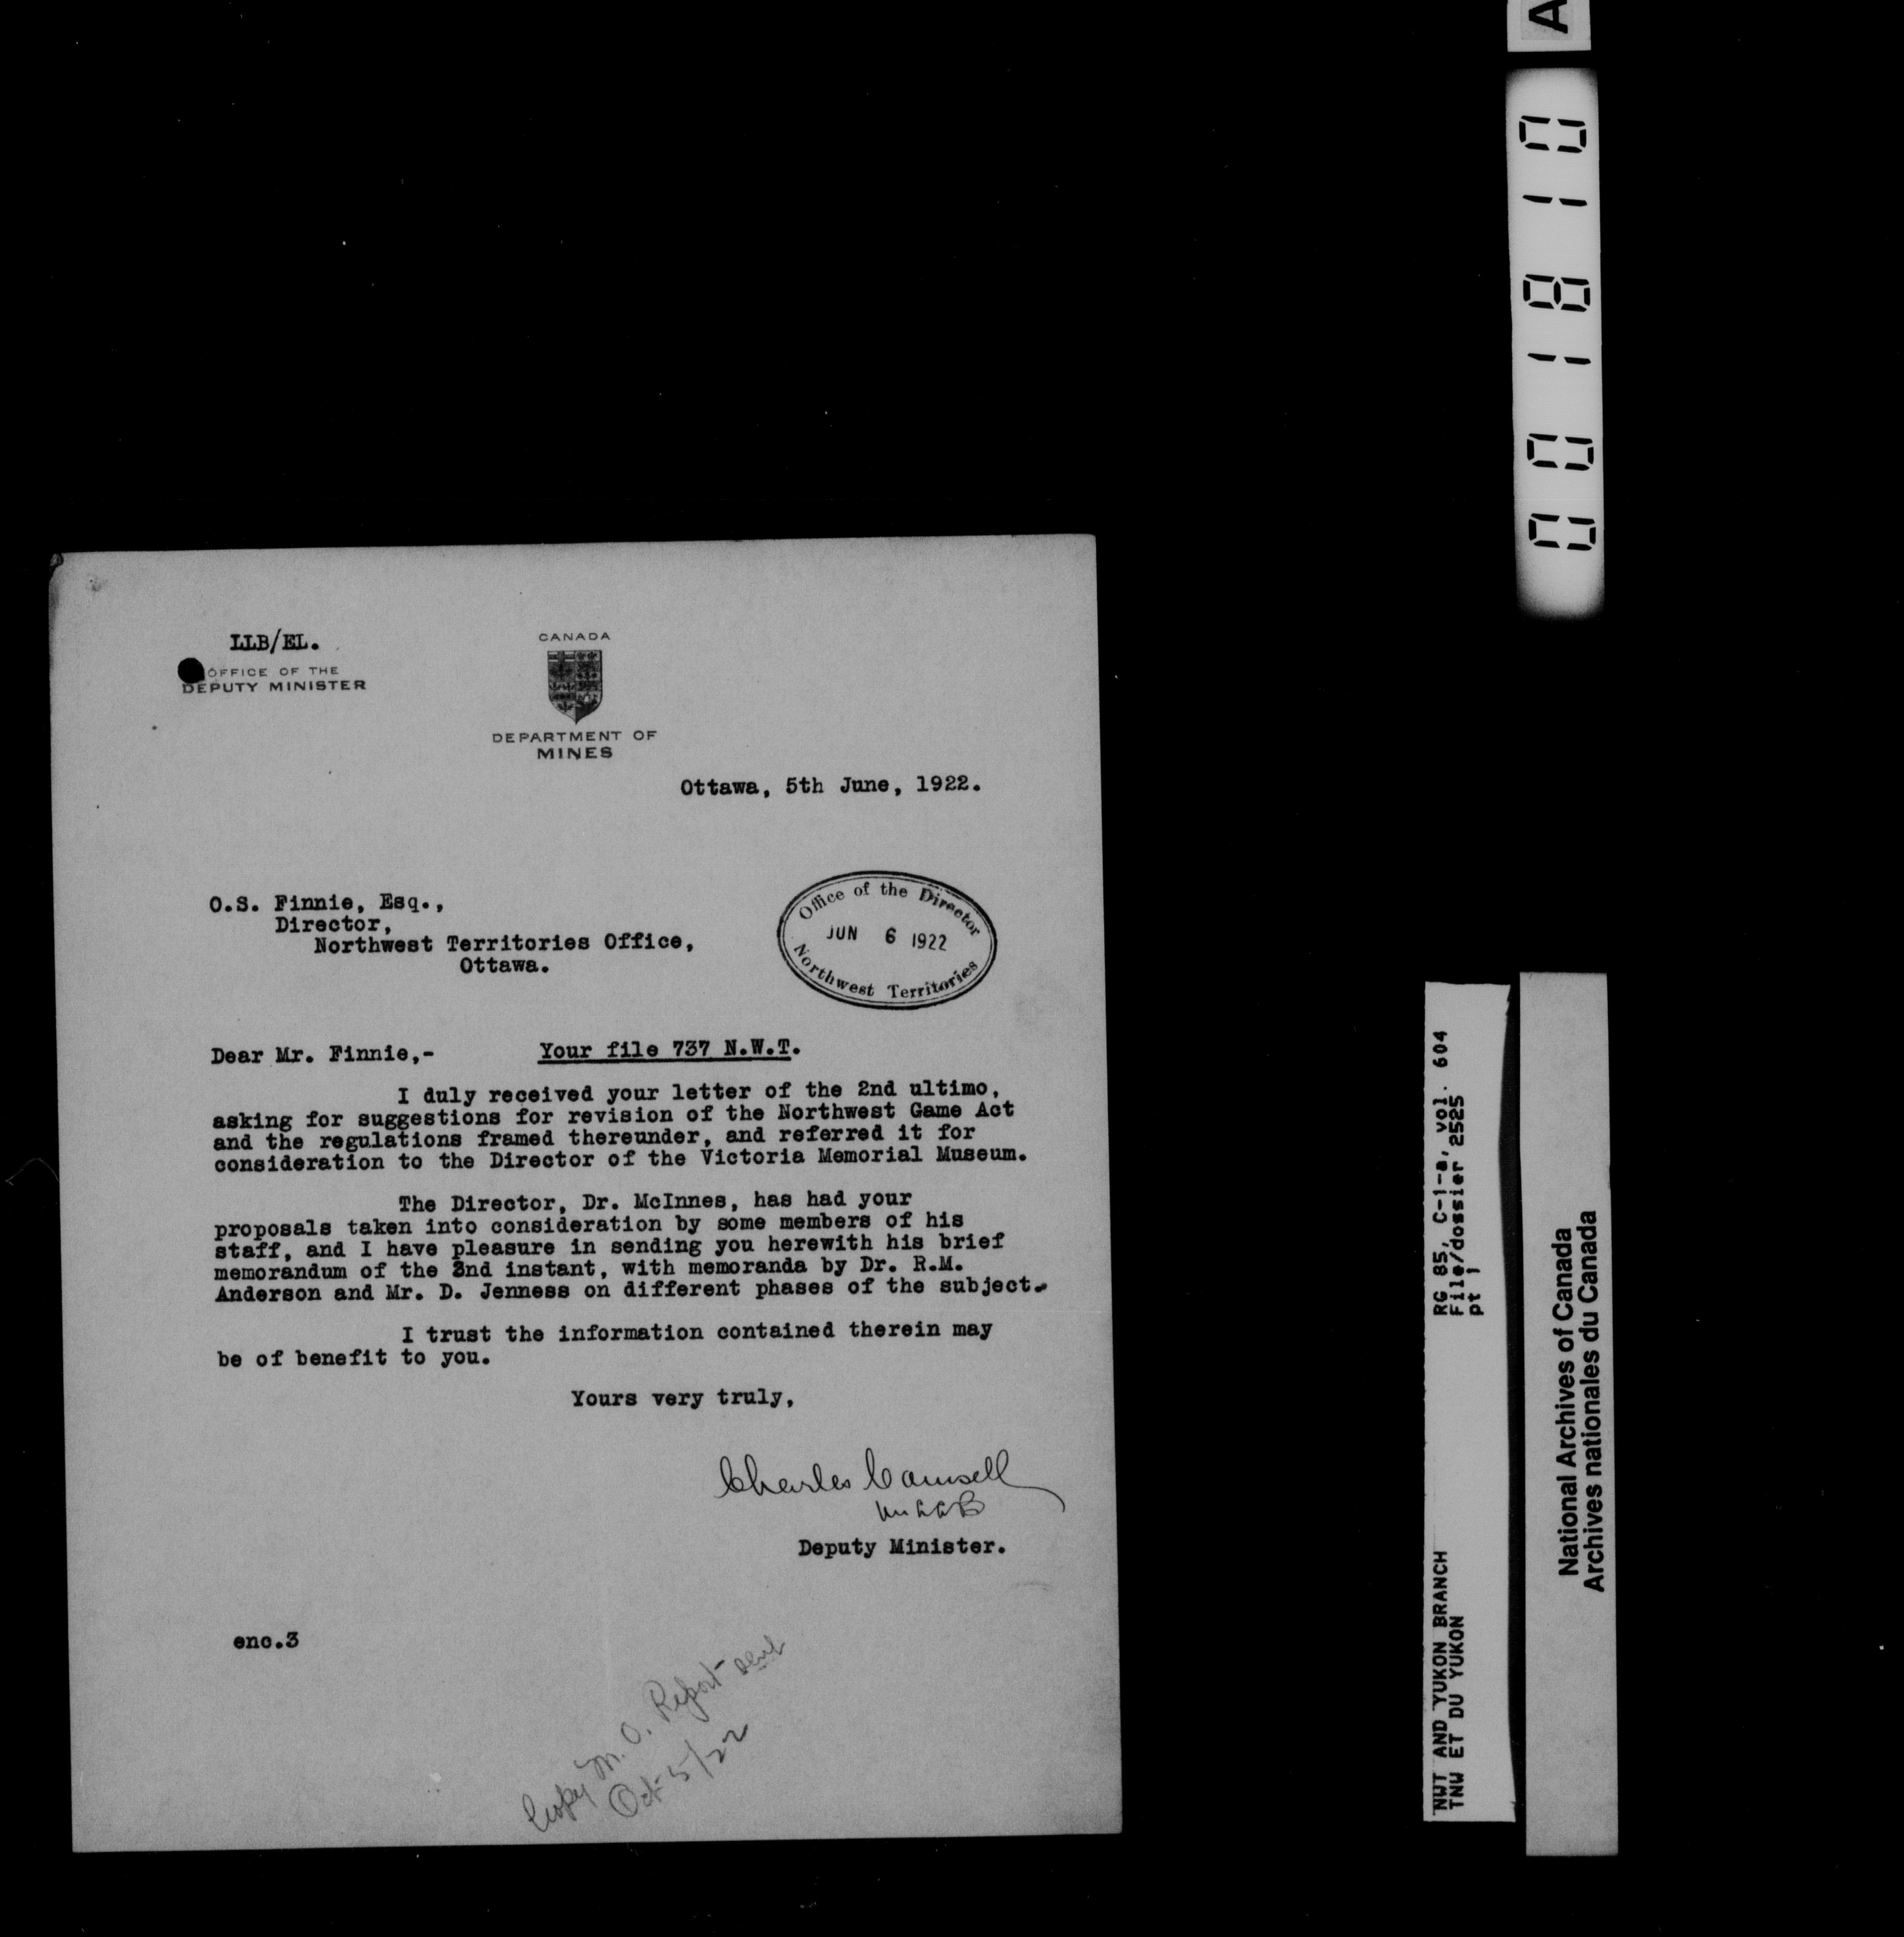 LLB/EL.
OFFICE OF THE
DEPUTY MINISTER
CANADA
DEPARTMENT OF
MINES
Ottawa, 5th June, 1922.
O.S. Finnie, Esq.,
Director,
Northwest Territories Office,
Ottawa.
Office of the Director
JUN 6 1922
Northwest Territories
Dear Mr. Finnie,-
Your file 737 N.W.T.
I duly received your letter of the 2nd ultimo,
asking for suggestions for revision of the Northwest Game Act
and the regulations framed thereunder, and referred it for
consideration to the Director of the Victoria Memorial Museum.
The Director, Dr. McInnes, has had your
proposals taken into consideration by some members of his
staff, and I have pleasure in sending you herewith his brief
memorandum of the 2nd instant, with memoranda by Dr. R.M.
Anderson and Mr. D. Jenness on different phases of the subject.
I trust the information contained therein may
be of benefit to you.
Yours very truly,
Charles Camsell
LLB
Deputy Minister.
enc.3
Copy M.O. Report sent
Oct 5/22
A
001810
RG 85, C-1-a, vol. 604
File/dossier 2525
pt 1
NWT AND YUKON BRANCH
TNW ET DU YUKON
National Archives of Canada
Archives nationales du Canada